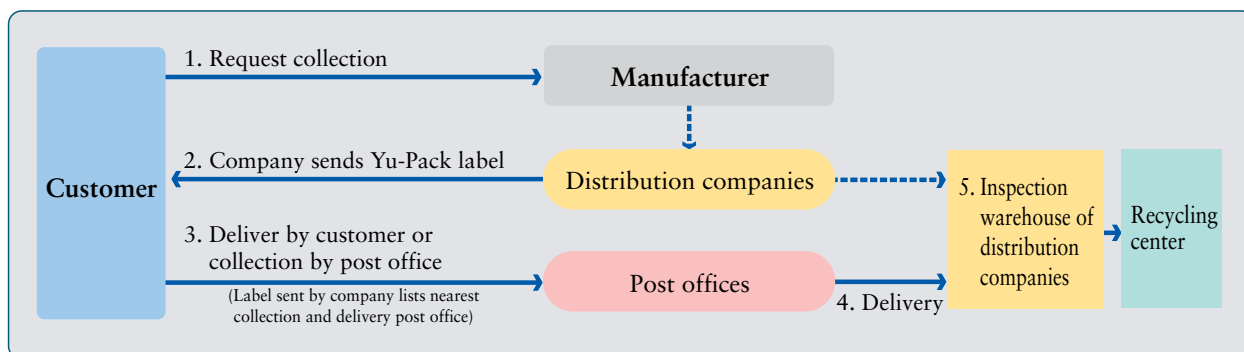 1. Request collection
Manufacturer
Customer
2. Company sends Yu-Pack label
Distribution companies
3. Deliver by customer or
collection by post office
(Label sent by company lists nearest
collection and delivery post office)
Post offices
4. Delivery
5. Inspection
warehouse of
distribution
companies
Recycling
center